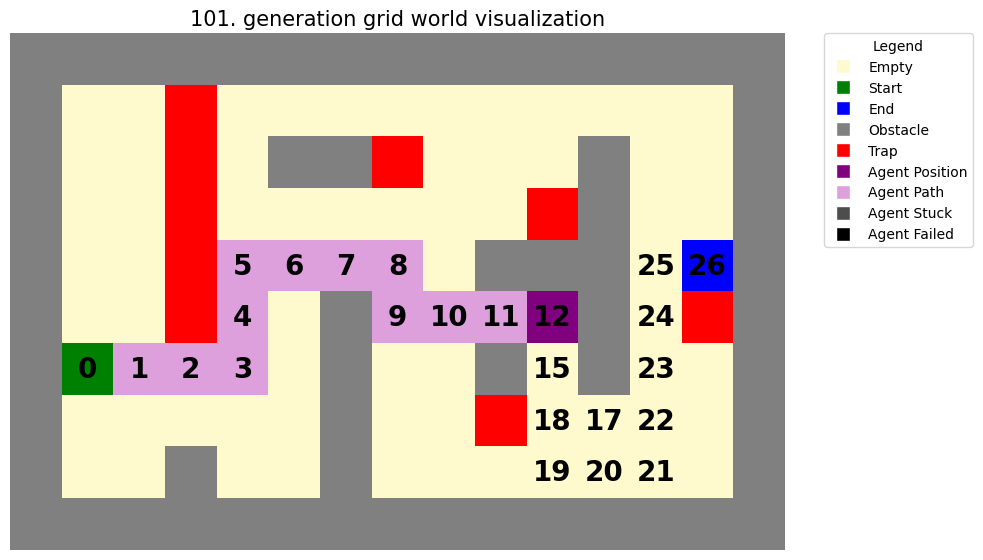 101. generation grid world visualization
Legend
Empty
Start
End
Obstacle
Trap
Agent Position
Agent Path
Agent Stuck
Agent Failed
5 6 7 8 25 26
4 9 10 11 12 24
0 1 2 3 15 23
18 17 22
19 20 21